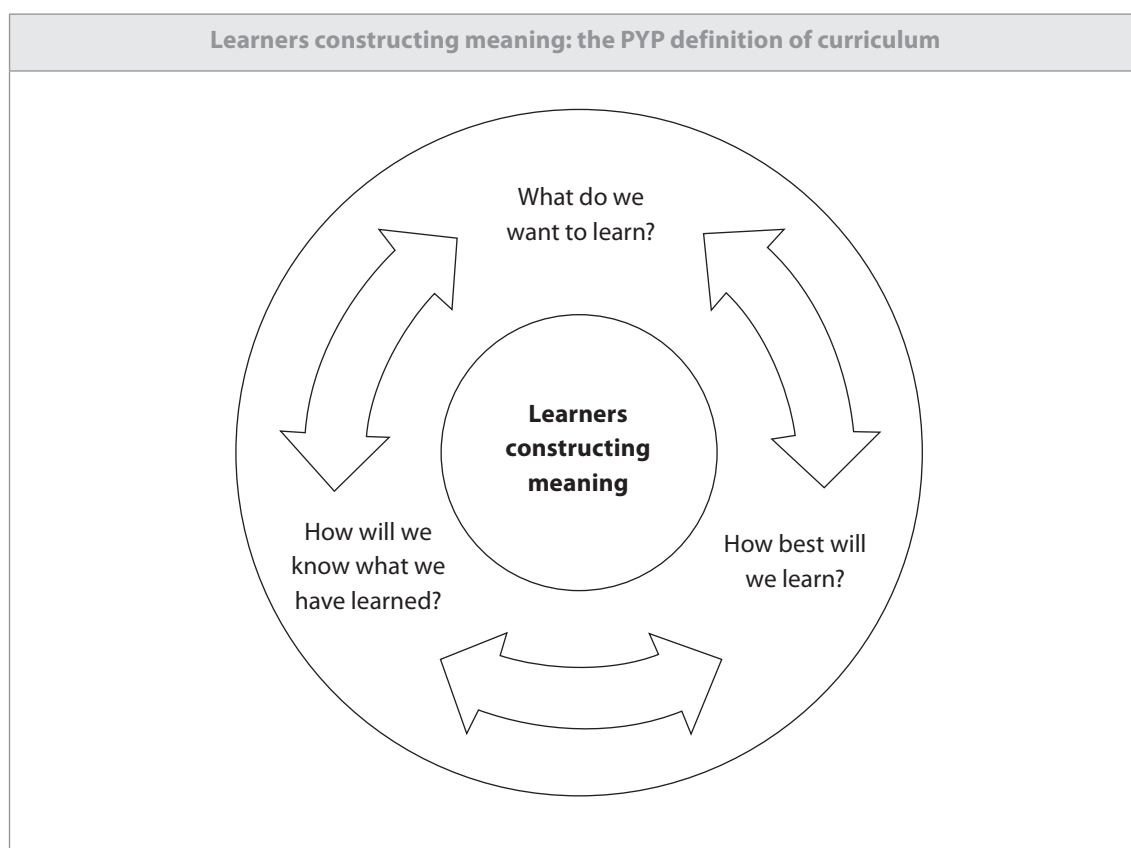 Learners constructing meaning: the PYP definition of curriculum
What do we
want to learn?
Learners
constructing
meaning
How will we
know what we
have learned?
How best will
we learn?